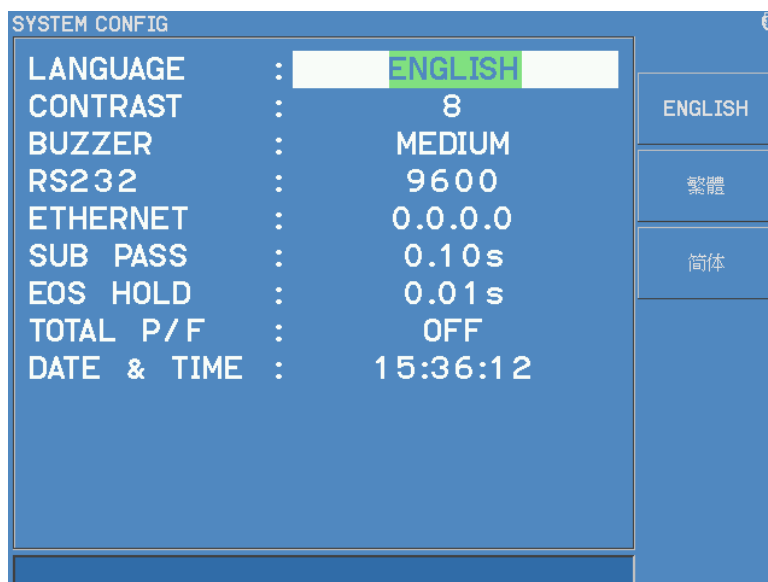 SYSTEM CONFIG
LANGUAGE : ENGLISH
CONTRAST : 8
BUZZER : MEDIUM
RS232 : 9600
ETHERNET : 0.0.0.0
SUB PASS : 0.10s
EOS HOLD : 0.01s
TOTAL P/F : OFF
DATE & TIME : 15:36:12
ENGLISH
繁體
简体